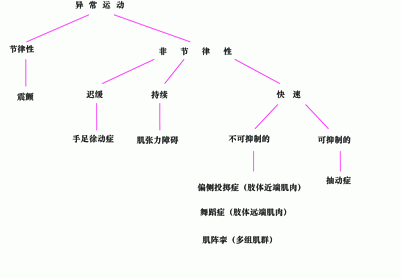 异常运动
节律性
非节律性
震颤
迟缓
持续
快速
手足徐动症
肌张力障碍
不可抑制的
可抑制的
偏侧投掷症（肢体近端肌肉）
抽动症
舞蹈症（肢体远端肌肉）
肌阵挛（多组肌群）